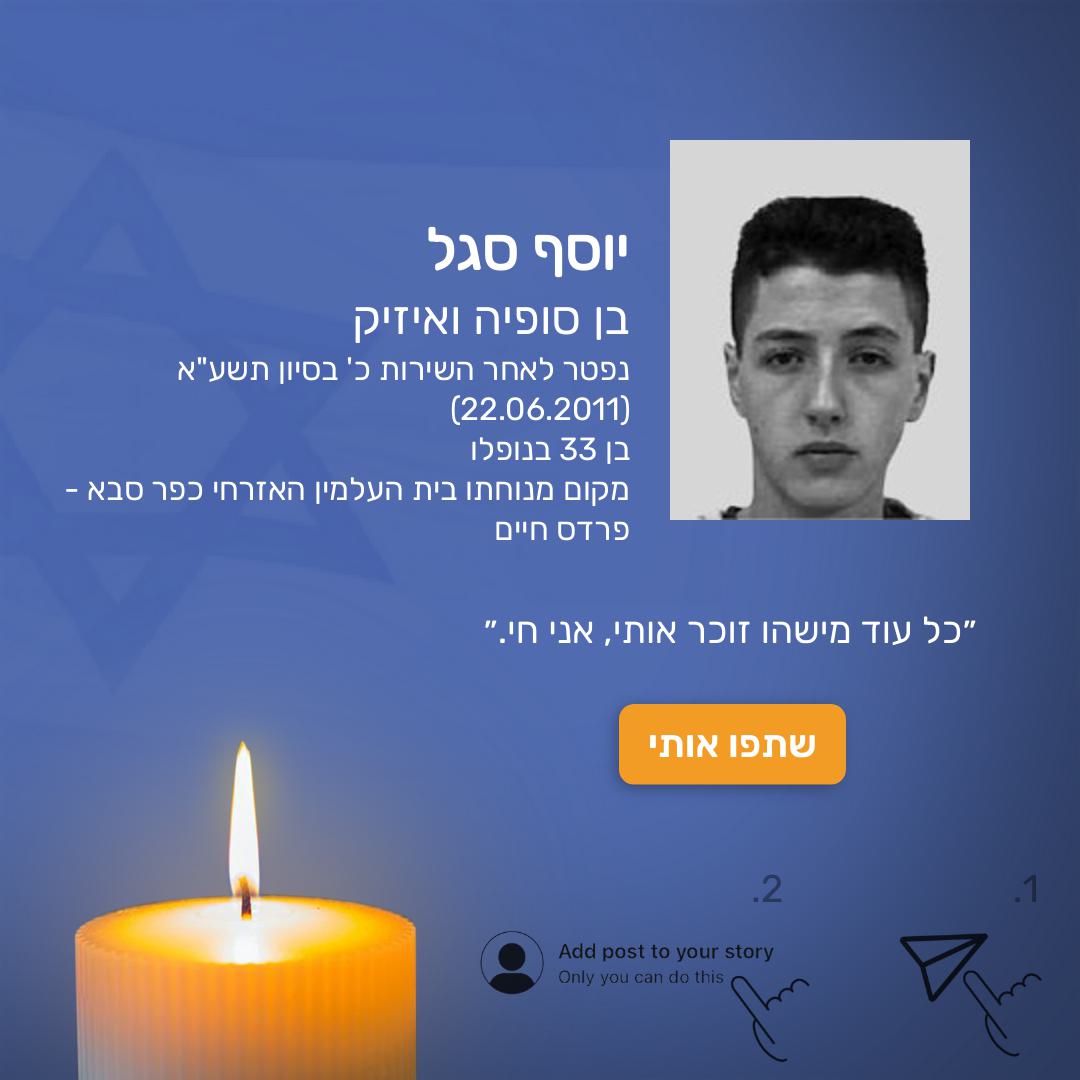 יוסף סגל
בן סופיה ואיזיק
נפטר לאחר השירות כ' בסיון תשע"א
(22.06.2011)
בן 33 בנופלו
מקום מנוחתו בית העלמין האזרחי כפר סבא -
פרדס חיים
״כל עוד מישהו זוכר אותי, אני חי.״
שתפו אותי
.1
.2
Add post to your story
Only you can do this